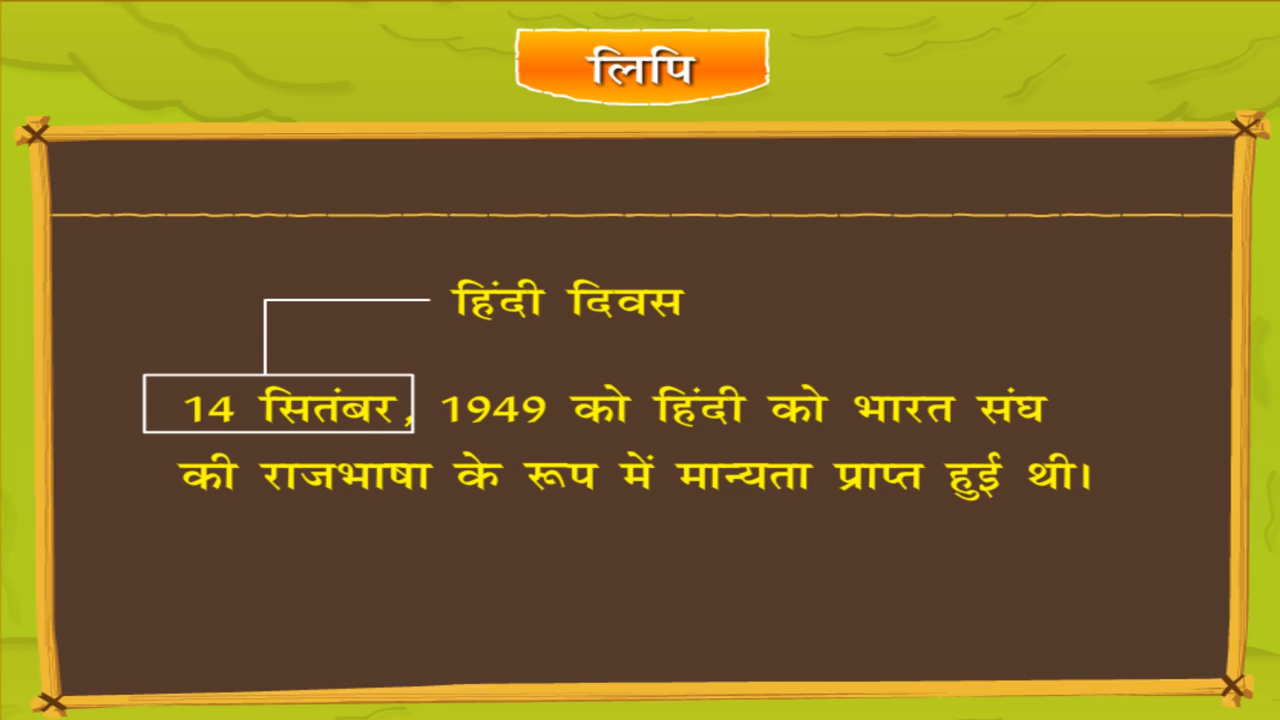 लिपि
हिंदी दिवस
14 सितंबर, 1949 को हिंदी को भारत संघ
की राजभाषा के रूप में मान्यता प्राप्त हुई थी।